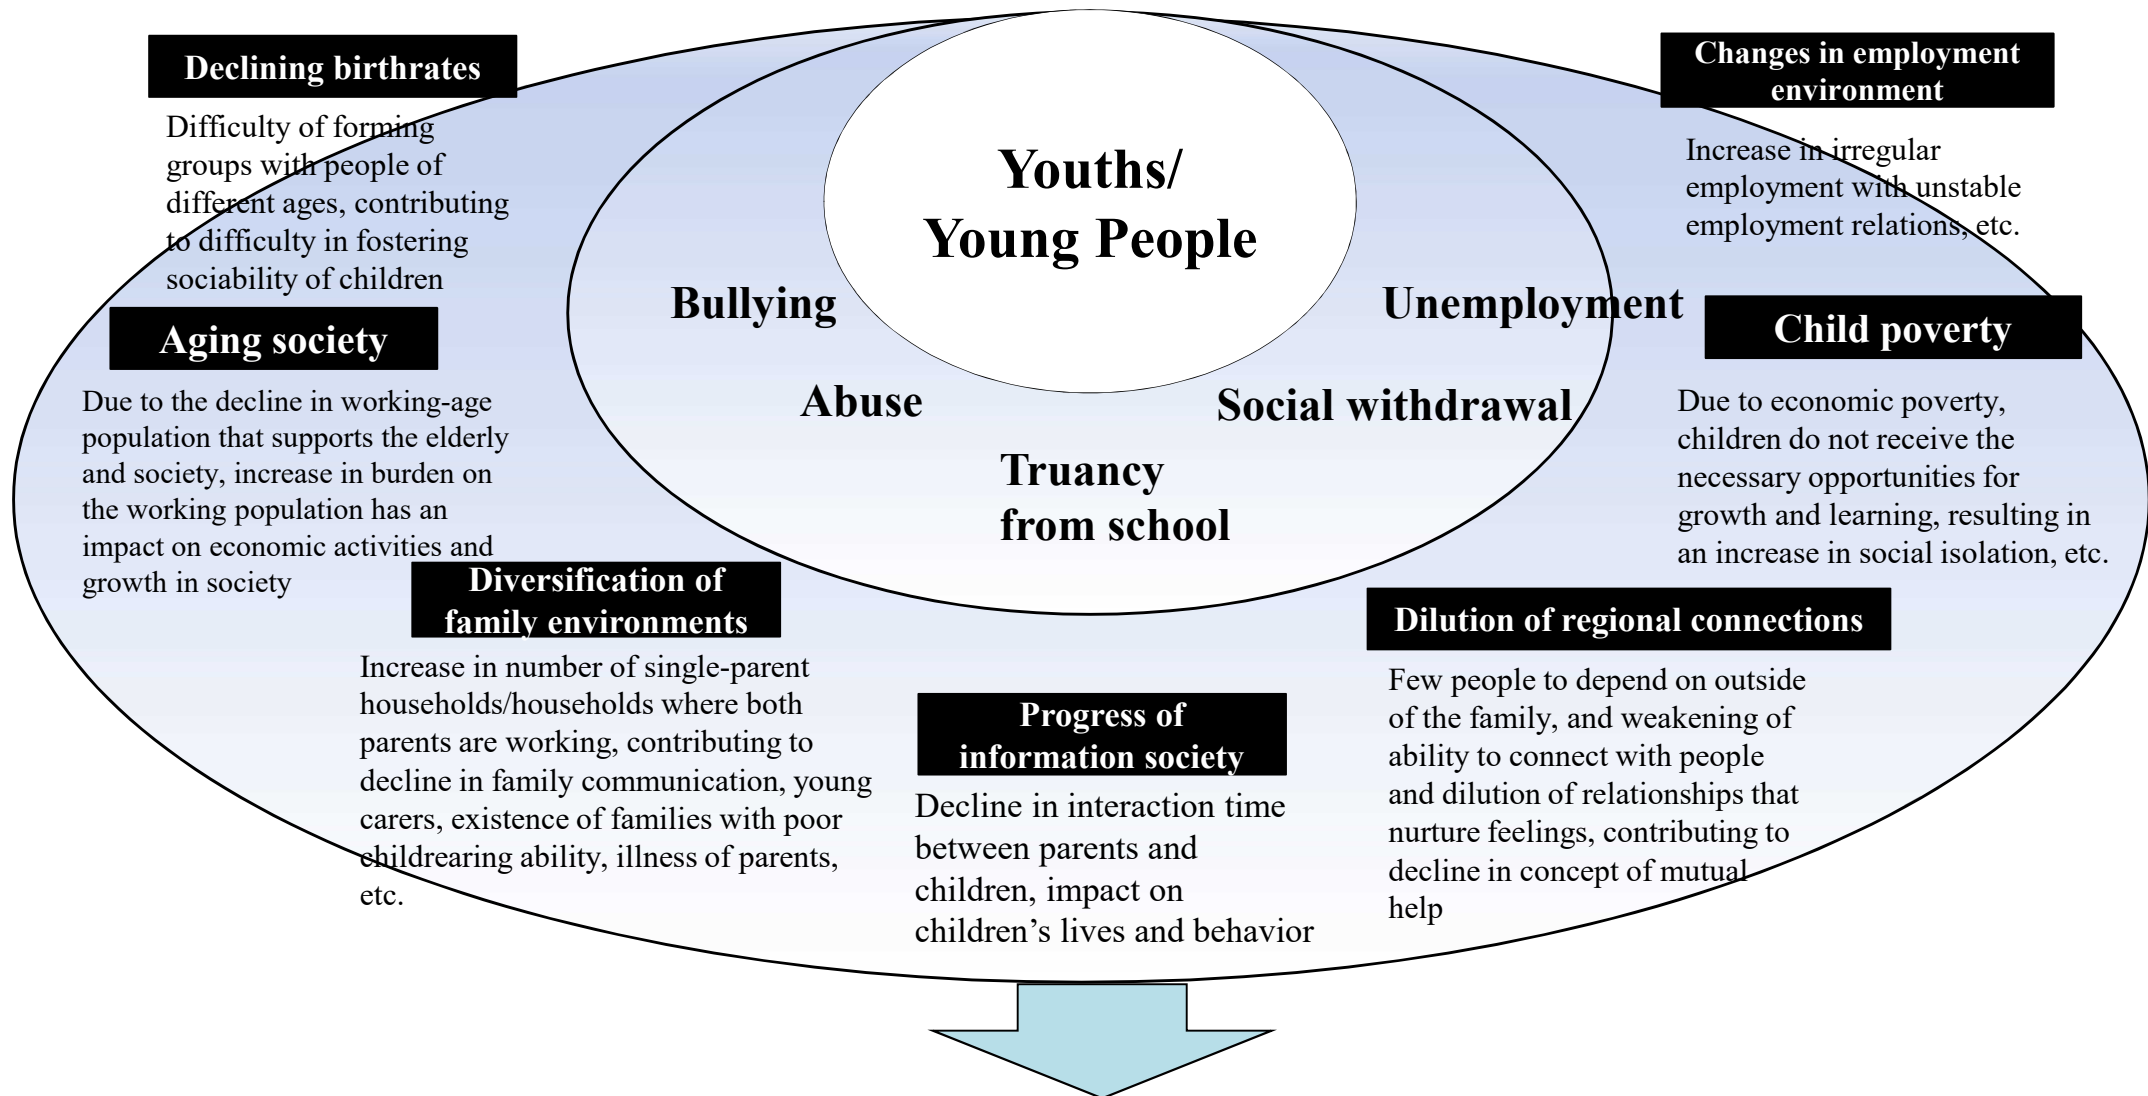 Declining birthrates
Difficulty of forming
groups with people of
different ages, contributing
to difficulty in fostering
sociability of children
Aging society
Due to the decline in working-age
population that supports the elderly
and society, increase in burden on
the working population has an
impact on economic activities and
growth in society
Diversification of
family environments
Increase in number of single-parent
households/households where both
parents are working, contributing to
decline in family communication, young
carers, existence of families with poor
childrearing ability, illness of parents,
etc.
Youths/
Young People
Bullying
Abuse
Truancy
from school
Social withdrawal
Unemployment
Progress of
information society
Decline in interaction time
between parents and
children, impact on
children’s lives and behavior
Changes in employment
environment
Increase in irregular
employment with unstable
employment relations, etc.
Child poverty
Due to economic poverty,
children do not receive the
necessary opportunities for
growth and learning, resulting in
an increase in social isolation, etc.
Dilution of regional connections
Few people to depend on outside
of the family, and weakening of
ability to connect with people
and dilution of relationships that
nurture feelings, contributing to
decline in concept of mutual
help